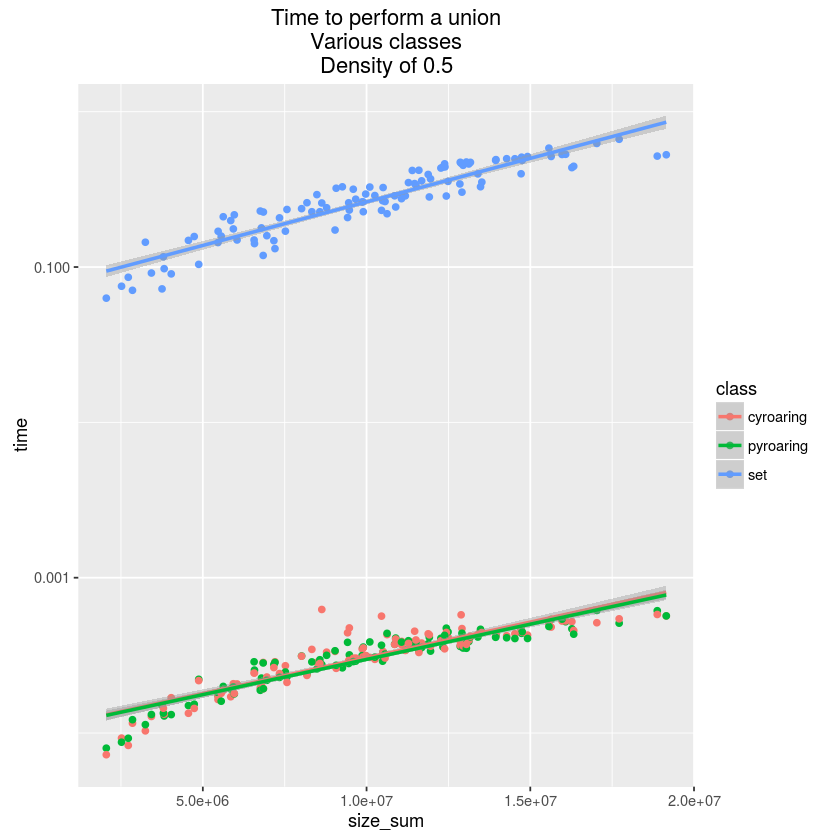 Time to perform a union
Various classes
Density of 0.5
0.100
0.001
time
5.0e+06
1.0e+07
1.5e+07
2.0e+07
size_sum
class
cyroaring
pyroaring
set